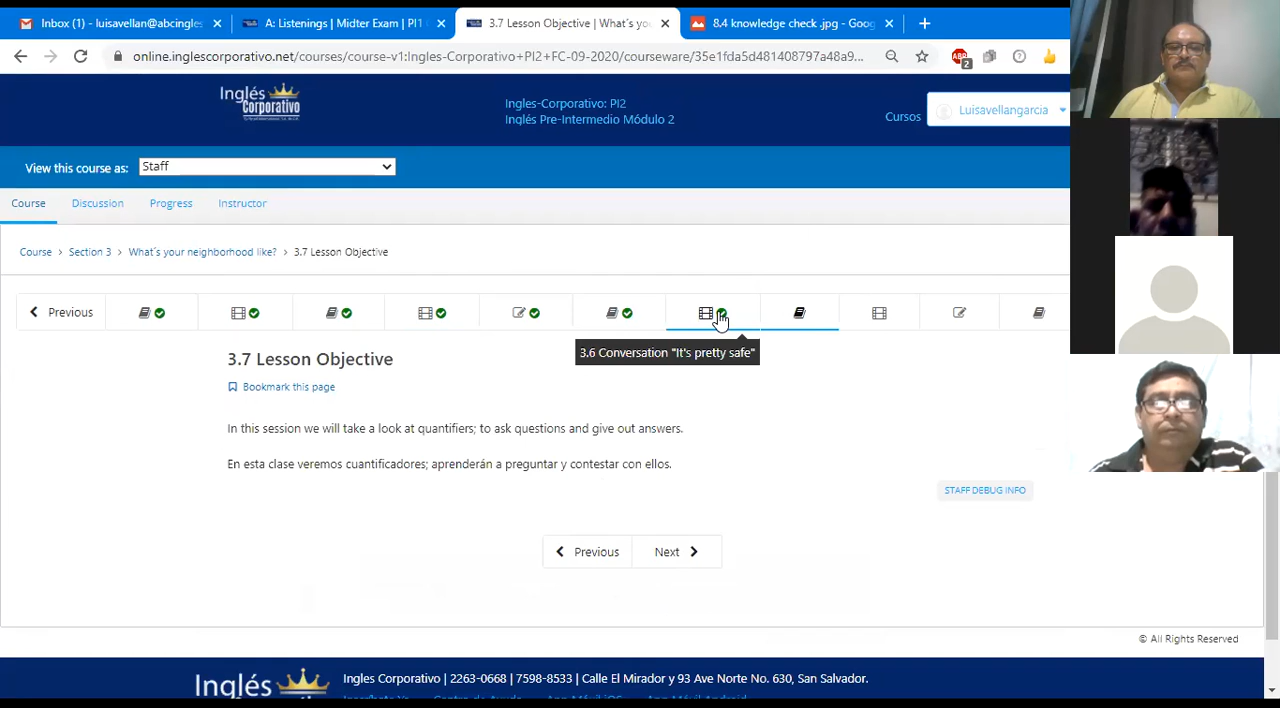 Inbox (1) - luisavellan@abcingles
A: Listenings | Midter Exam | PI1
3.7 Lesson Objective | What´s yo
8.4 knowledge check .jpg - Goog
online.inglescorporativo.net/courses/course-v1:Ingles-Corporativo+PI2+FC-09-2020/courseware/35e1fda5d481408797a48a9...
ABP
2
Inglés
Corporativo
Ingles-Corporativo: PI2
Inglés Pre-Intermedio Módulo 2
Cursos
Luisavellangarcia
View this course as:
Staff
Course
Discussion
Progress
Instructor
Course > Section 3 > What´s your neighborhood like? > 3.7 Lesson Objective
Previous
3.6 Conversation "It's pretty safe"
3.7 Lesson Objective
Bookmark this page
In this session we will take a look at quantifiers; to ask questions and give out answers.
En esta clase veremos cuantificadores; aprenderán a preguntar y contestar con ellos.
STAFF DEBUG INFO
Previous
Next
© All Rights Reserved
Inglés
Ingles Corporativo | 2263-0668 | 7598-8533 | Calle El Mirador y 93 Ave Norte No. 630, San Salvador.